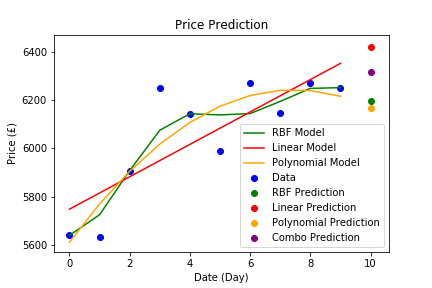 Price Prediction
Price (£)
6400
6200
6000
5800
5600
0
2
4
6
8
10
Date (Day)
RBF Model
Linear Model
Polynomial Model
Data
RBF Prediction
Linear Prediction
Polynomial Prediction
Combo Prediction